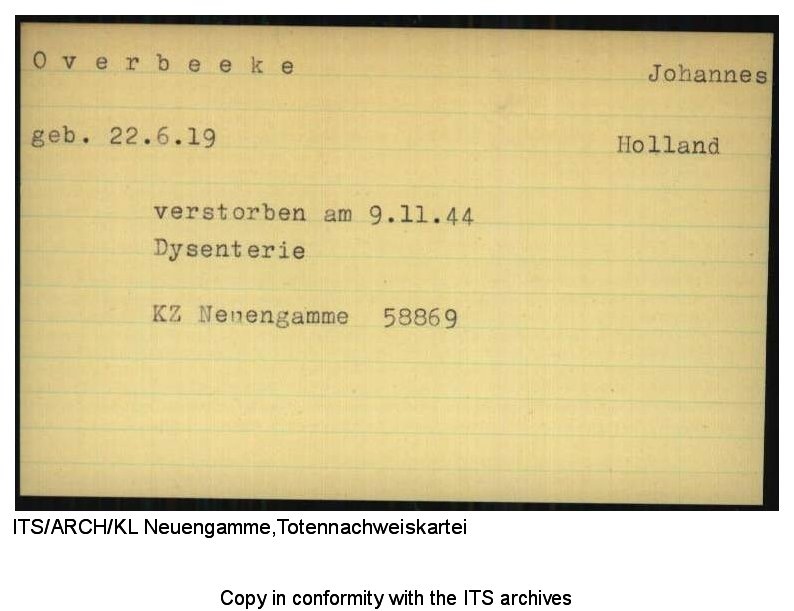 Overbeeke Johannes
geb. 22.6.19 Holland
verstorben am 9.11.44
Dysenterie
KZ Neuengamme 58869
ITS/ARCH/KL Neuengamme,Totennachweiskartei
Copy in conformity with the ITS archives